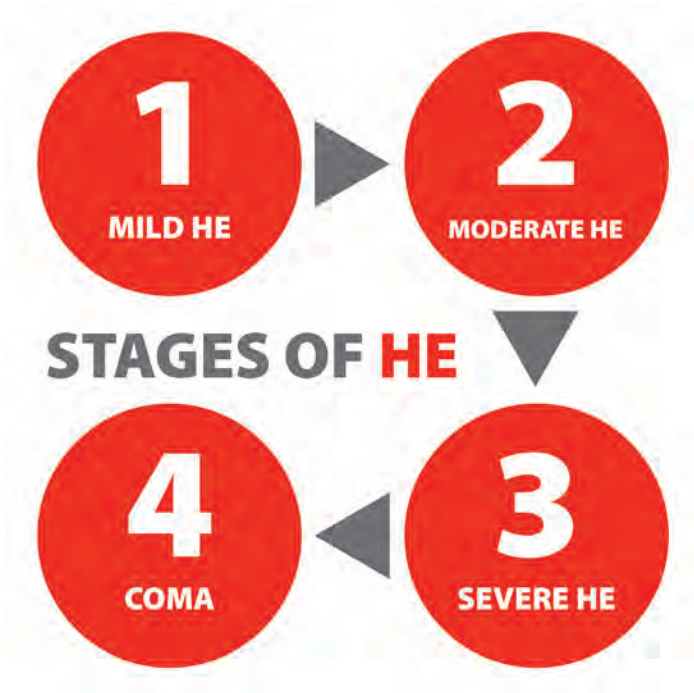 1
MILD HE
2
MODERATE HE
STAGES OF HE
3
SEVERE HE
4
COMA